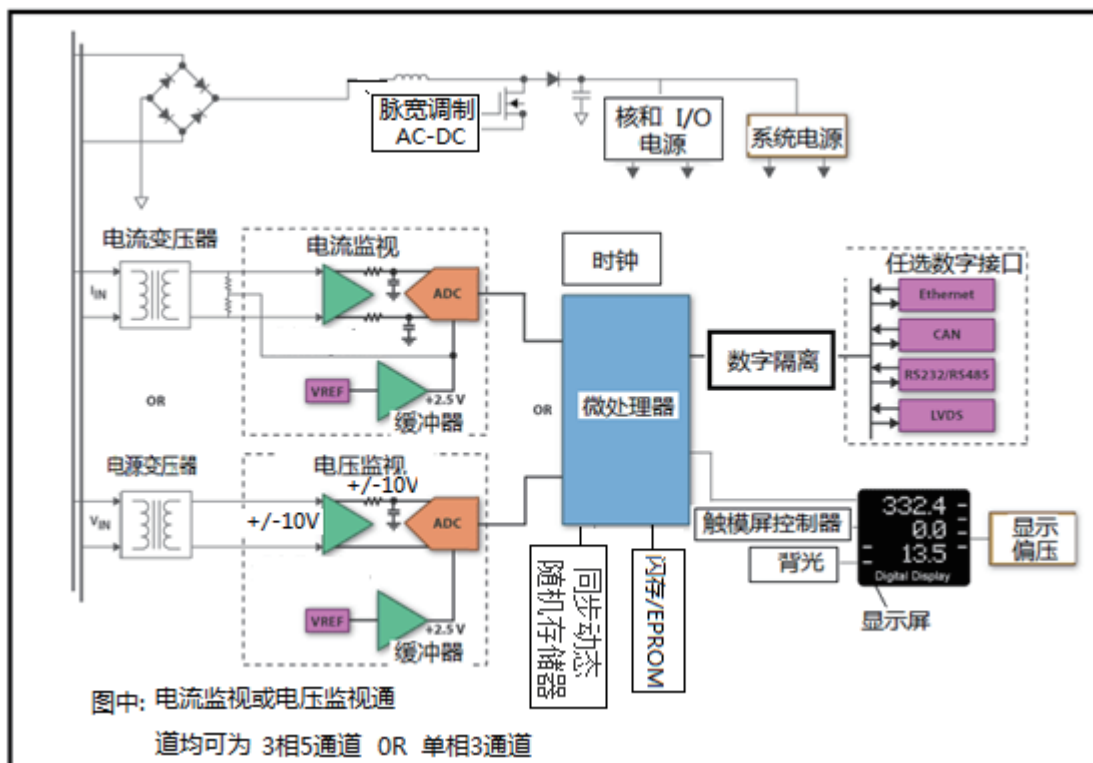 脉宽调制
AC-DC
核和 I/O
电源
系统电源
电流变压器
电流监视
时钟
任选数字接口
IIN
ADC
Ethernet
CAN
RS232/RS485
LVDS
数字隔离
微处理器
OR
OR
VREF
+2.5 V
缓冲器
电源变压器
电压监视
+/-10V
+/-10V
VIN
ADC
VREF
+2.5 V
缓冲器
同步动态
随机存储器
闪存/EPROM
触模屏控制器
背光
332.4
0.0
13.5
Digital Display
显示
偏压
显示屏
图中: 电流监视或电压监视通
道均可为 3相5通道 OR 单相3通道